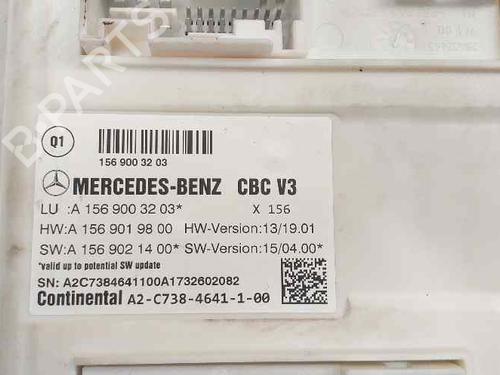 Q1
156 900 32 03
MERCEDES-BENZ CBC V3
LU :A 156 900 32 03* X 156
HW:A 156 901 98 00 HW-Version:13/19.01
SW:A 156 902 14 00* SW-Version:15/04.00*
*valid up to potential SW update
SN: A2C7384641100A1732602082
Continental A2-C738-4641-1-00
B-PARTS